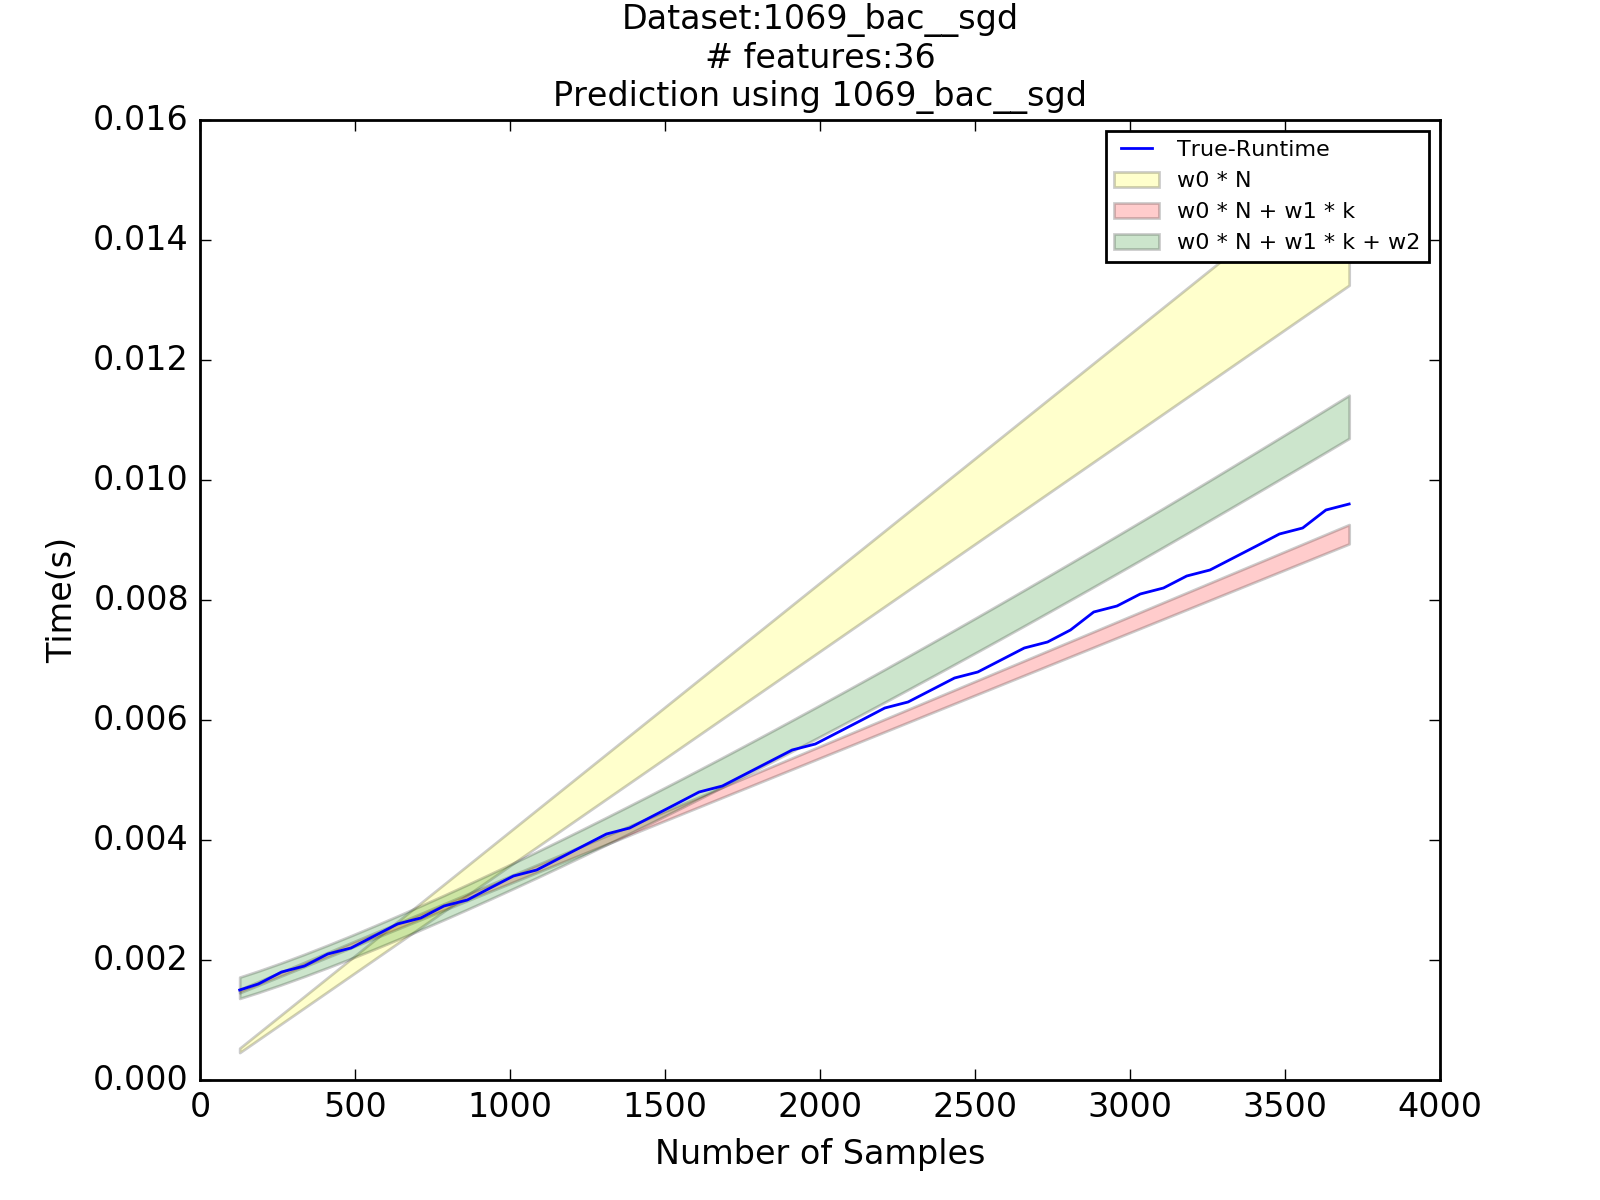 Dataset:1069_bac__sgd
# features:36
Prediction using 1069_bac__sgd
0.016
0.014
0.012
0.010
0.008
0.006
0.004
0.002
0.000
Time(s)
True-Runtime
w0 * N
w0 * N + w1 * k
w0 * N + w1 * k + w2
0 500 1000 1500 2000 2500 3000 3500 4000
Number of Samples